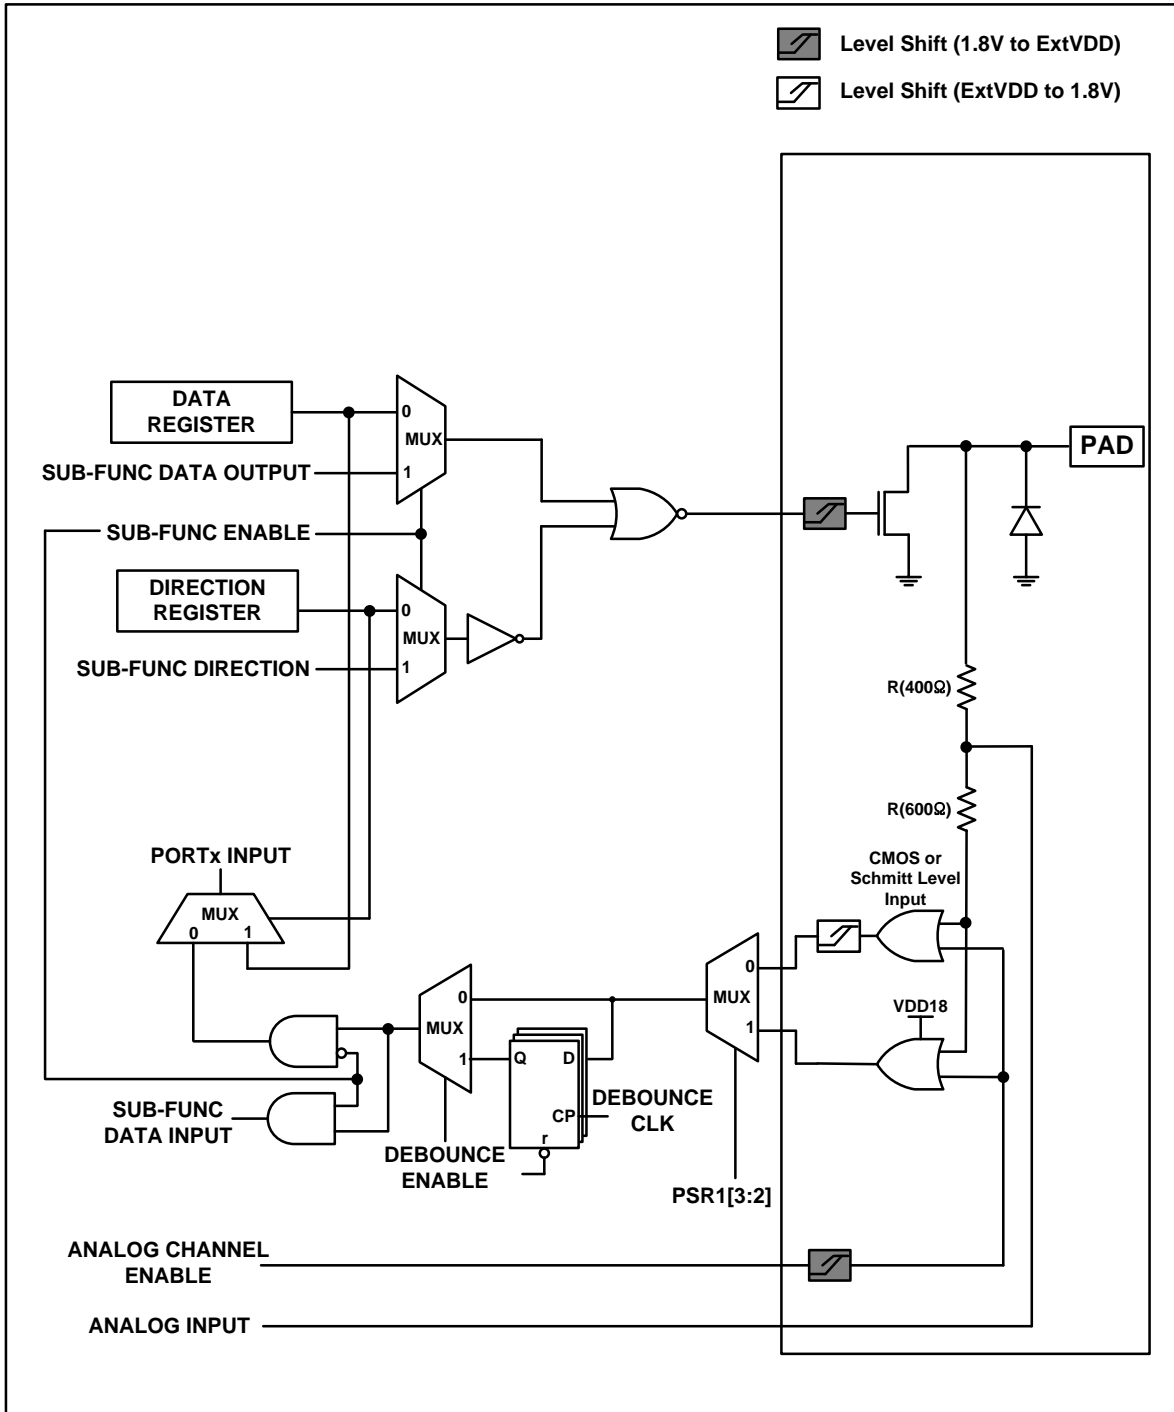 Level Shift (1.8V to ExtVDD)
Level Shift (ExtVDD to 1.8V)
DATA
REGISTER
0
MUX
1
SUB-FUNC DATA OUTPUT
SUB-FUNC ENABLE
DIRECTION
REGISTER
0
MUX
1
SUB-FUNC DIRECTION
PAD
R(400Ω)
R(600Ω)
CMOS or
Schmitt Level
Input
PORTx INPUT
MUX
0 1
0
MUX
1
VDD18
0
MUX
1
Q D
CP
r
DEBOUNCE
CLK
SUB-FUNC
DATA INPUT
DEBOUNCE
ENABLE
PSR1[3:2]
ANALOG CHANNEL
ENABLE
ANALOG INPUT